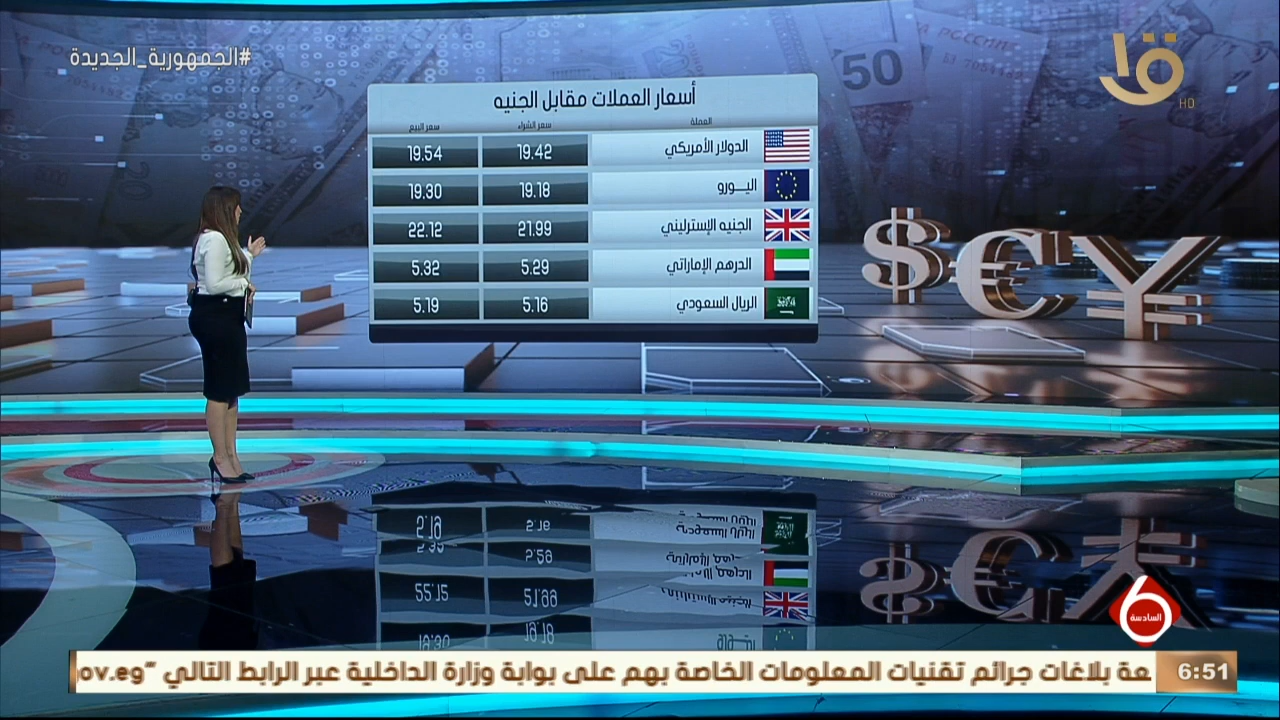 #الجمهورية_الجديدة
50
HD
أسعار العملات مقابل الجنيه
العملة سعر الشراء سعر البيع
الدولار الأمريكي 19.42 19.54
اليـورو 19.18 19.30
الجنيه الإسترليني 21.99 22.12
الدرهم الإماراتي 5.29 5.32
الريال السعودي 5.16 5.19
$€¥
السادسة
6
6:51
عة بلاغات جرائم تقنيات المعلومات الخاصة بهم على بوابة وزارة الداخلية عبر الرابط التالي "ov.eg